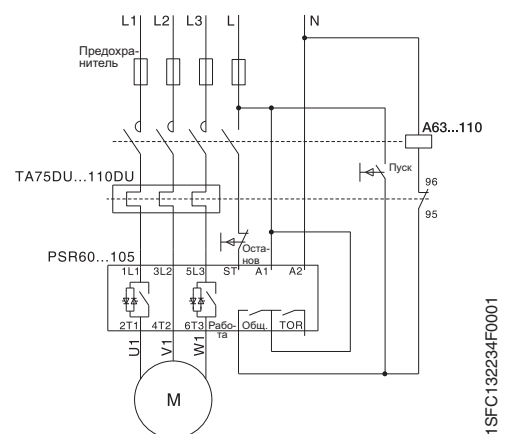 L1 L2 L3 L N
Предохра-
нитель
A63...110
Пуск
TA75DU...110DU
96
95
Оста-
нов
PSR60...105
1L1 3L2 5L3 ST A1 A2
2T1 4T2 6T3 Рабо-
та
Общ. TOR
U1 V1 W1
M
1SFC132234F0001